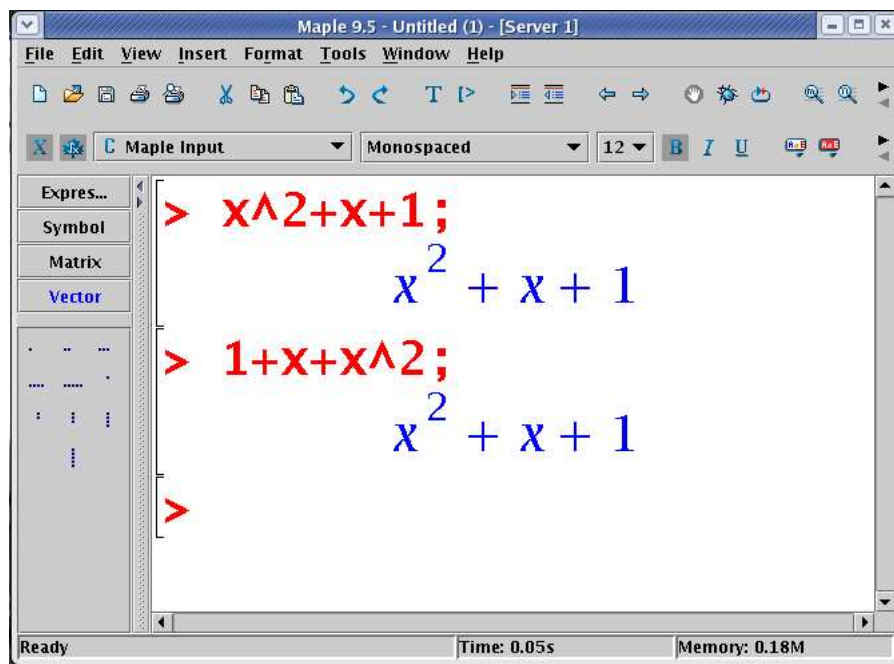 Maple 9.5 - Untitled (1) - [Server 1]
File Edit View Insert Format Tools Window Help
C Maple Input Monospaced 12 B I U
Expres...
Symbol
Matrix
Vector
> x^2+x+1;
x² + x + 1
> 1+x+x^2;
x² + x + 1
>
Ready Time: 0.05s Memory: 0.18M